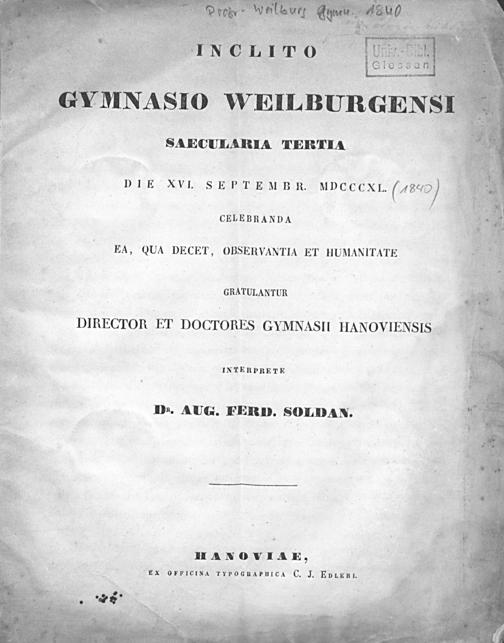 Progr. Weilburg Gymn. 1840
Univ.-Bibl.
Giessen
INCLITO
GYMNASIO WEILBURGENSI
SAECULARIA TERTIA
DIE XVI. SEPTEMBR. MDCCCXL. (1840)
CELEBRANDA
EA, QUA DECET, OBSERVANTIA ET HUMANITATE
GRATULANTUR
DIRECTOR ET DOCTORES GYMNASII HANOVIENSIS
INTERPRETE
DR. AUG. FERD. SOLDAN.
HANOVIAE,
EX OFFICINA TYPOGRAPHICA C. J. EDLERI.